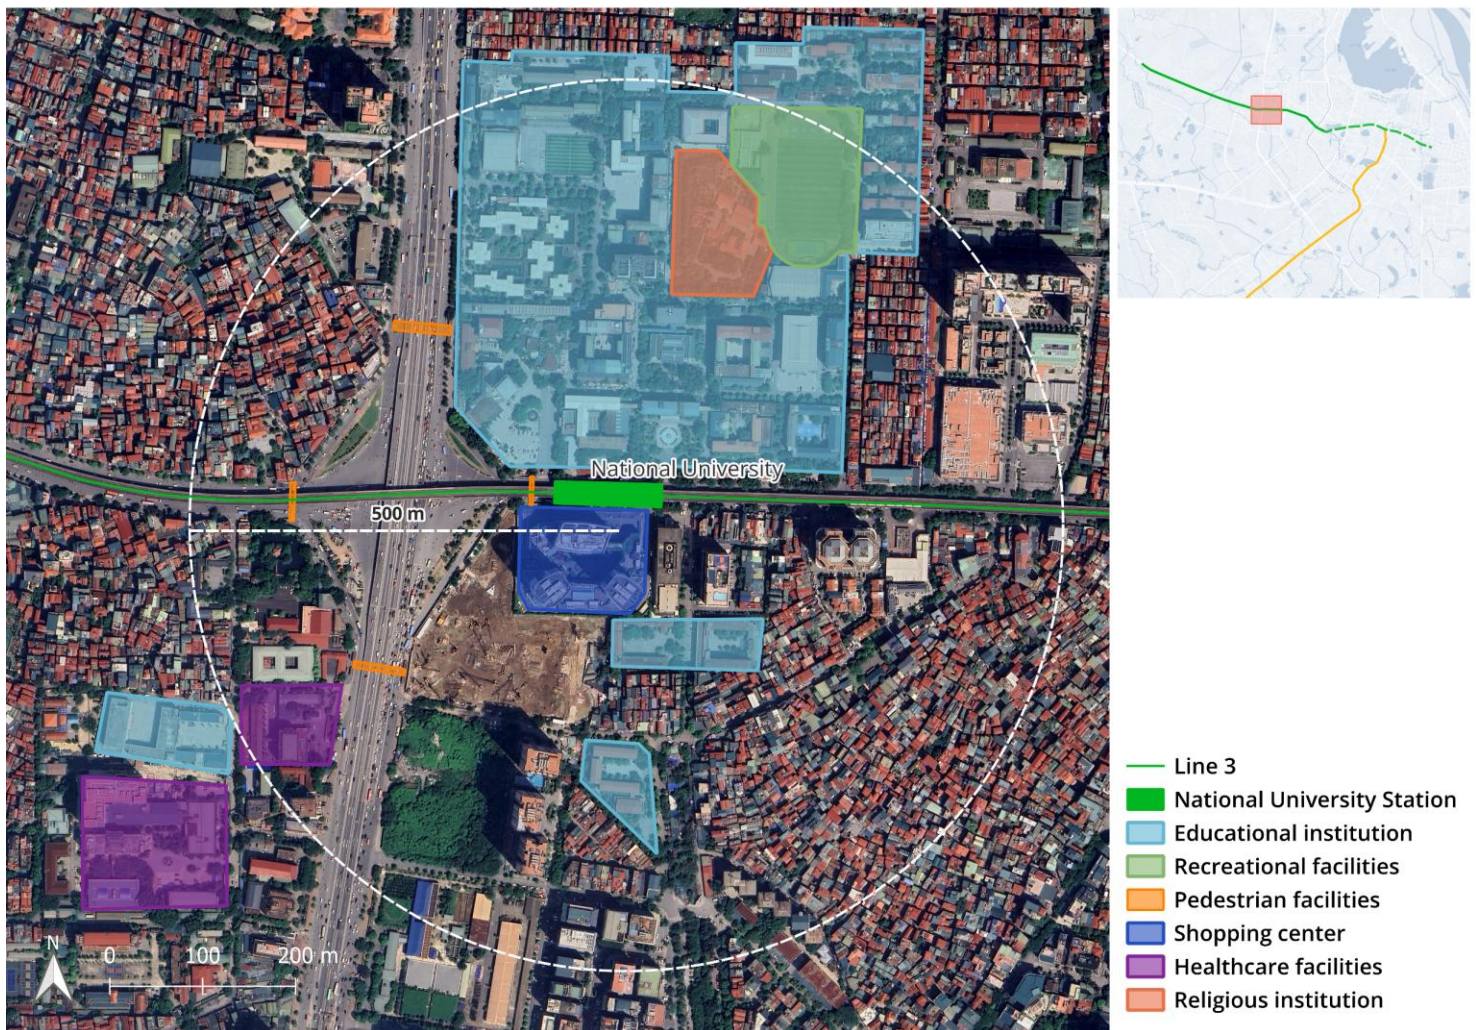 National University
500 m
N
0 100 200 m
Line 3
National University Station
Educational institution
Recreational facilities
Pedestrian facilities
Shopping center
Healthcare facilities
Religious institution